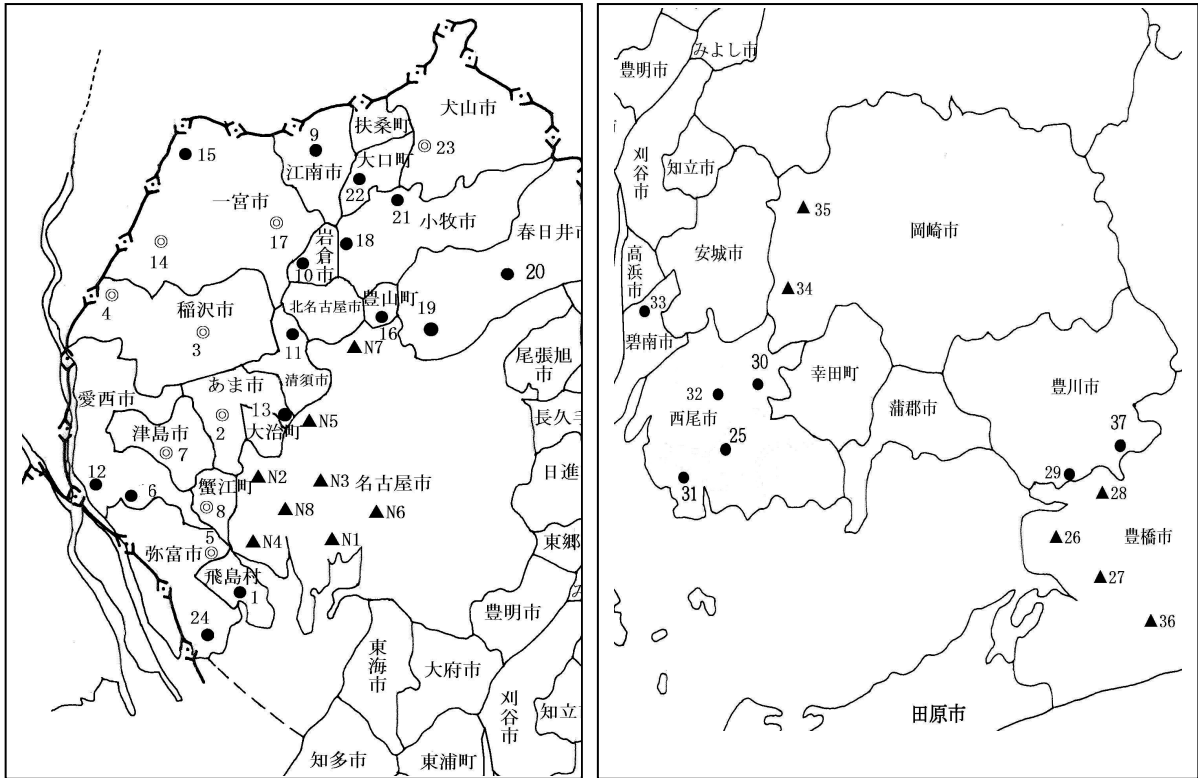 犬山市
扶桑町
9
23
15
江南市
大口町
22
21
一宮市
小牧市
17
岩倉市
18
春日井市
14
10
20
4
稲沢市
北名古屋市
豊山町
19
3
11
16
N7
清須市
尾張旭市
あま市
愛西市
13
2
大治町
N5
長久手
津島市
7
12
6
蟹江町
8
N2
N3
名古屋市
日進
N8
N6
5
弥富市
N4
N1
東郷
飛島村
1
み
豊明市
24
東海市
大府市
刈谷市
知立
知多市
東浦町
みよし市
豊明市
刈谷市
知立市
35
岡崎市
高浜市
安城市
34
33
碧南市
30
幸田町
豊川市
32
西尾市
蒲郡市
25
37
31
29
28
26
豊橋市
27
36
田原市